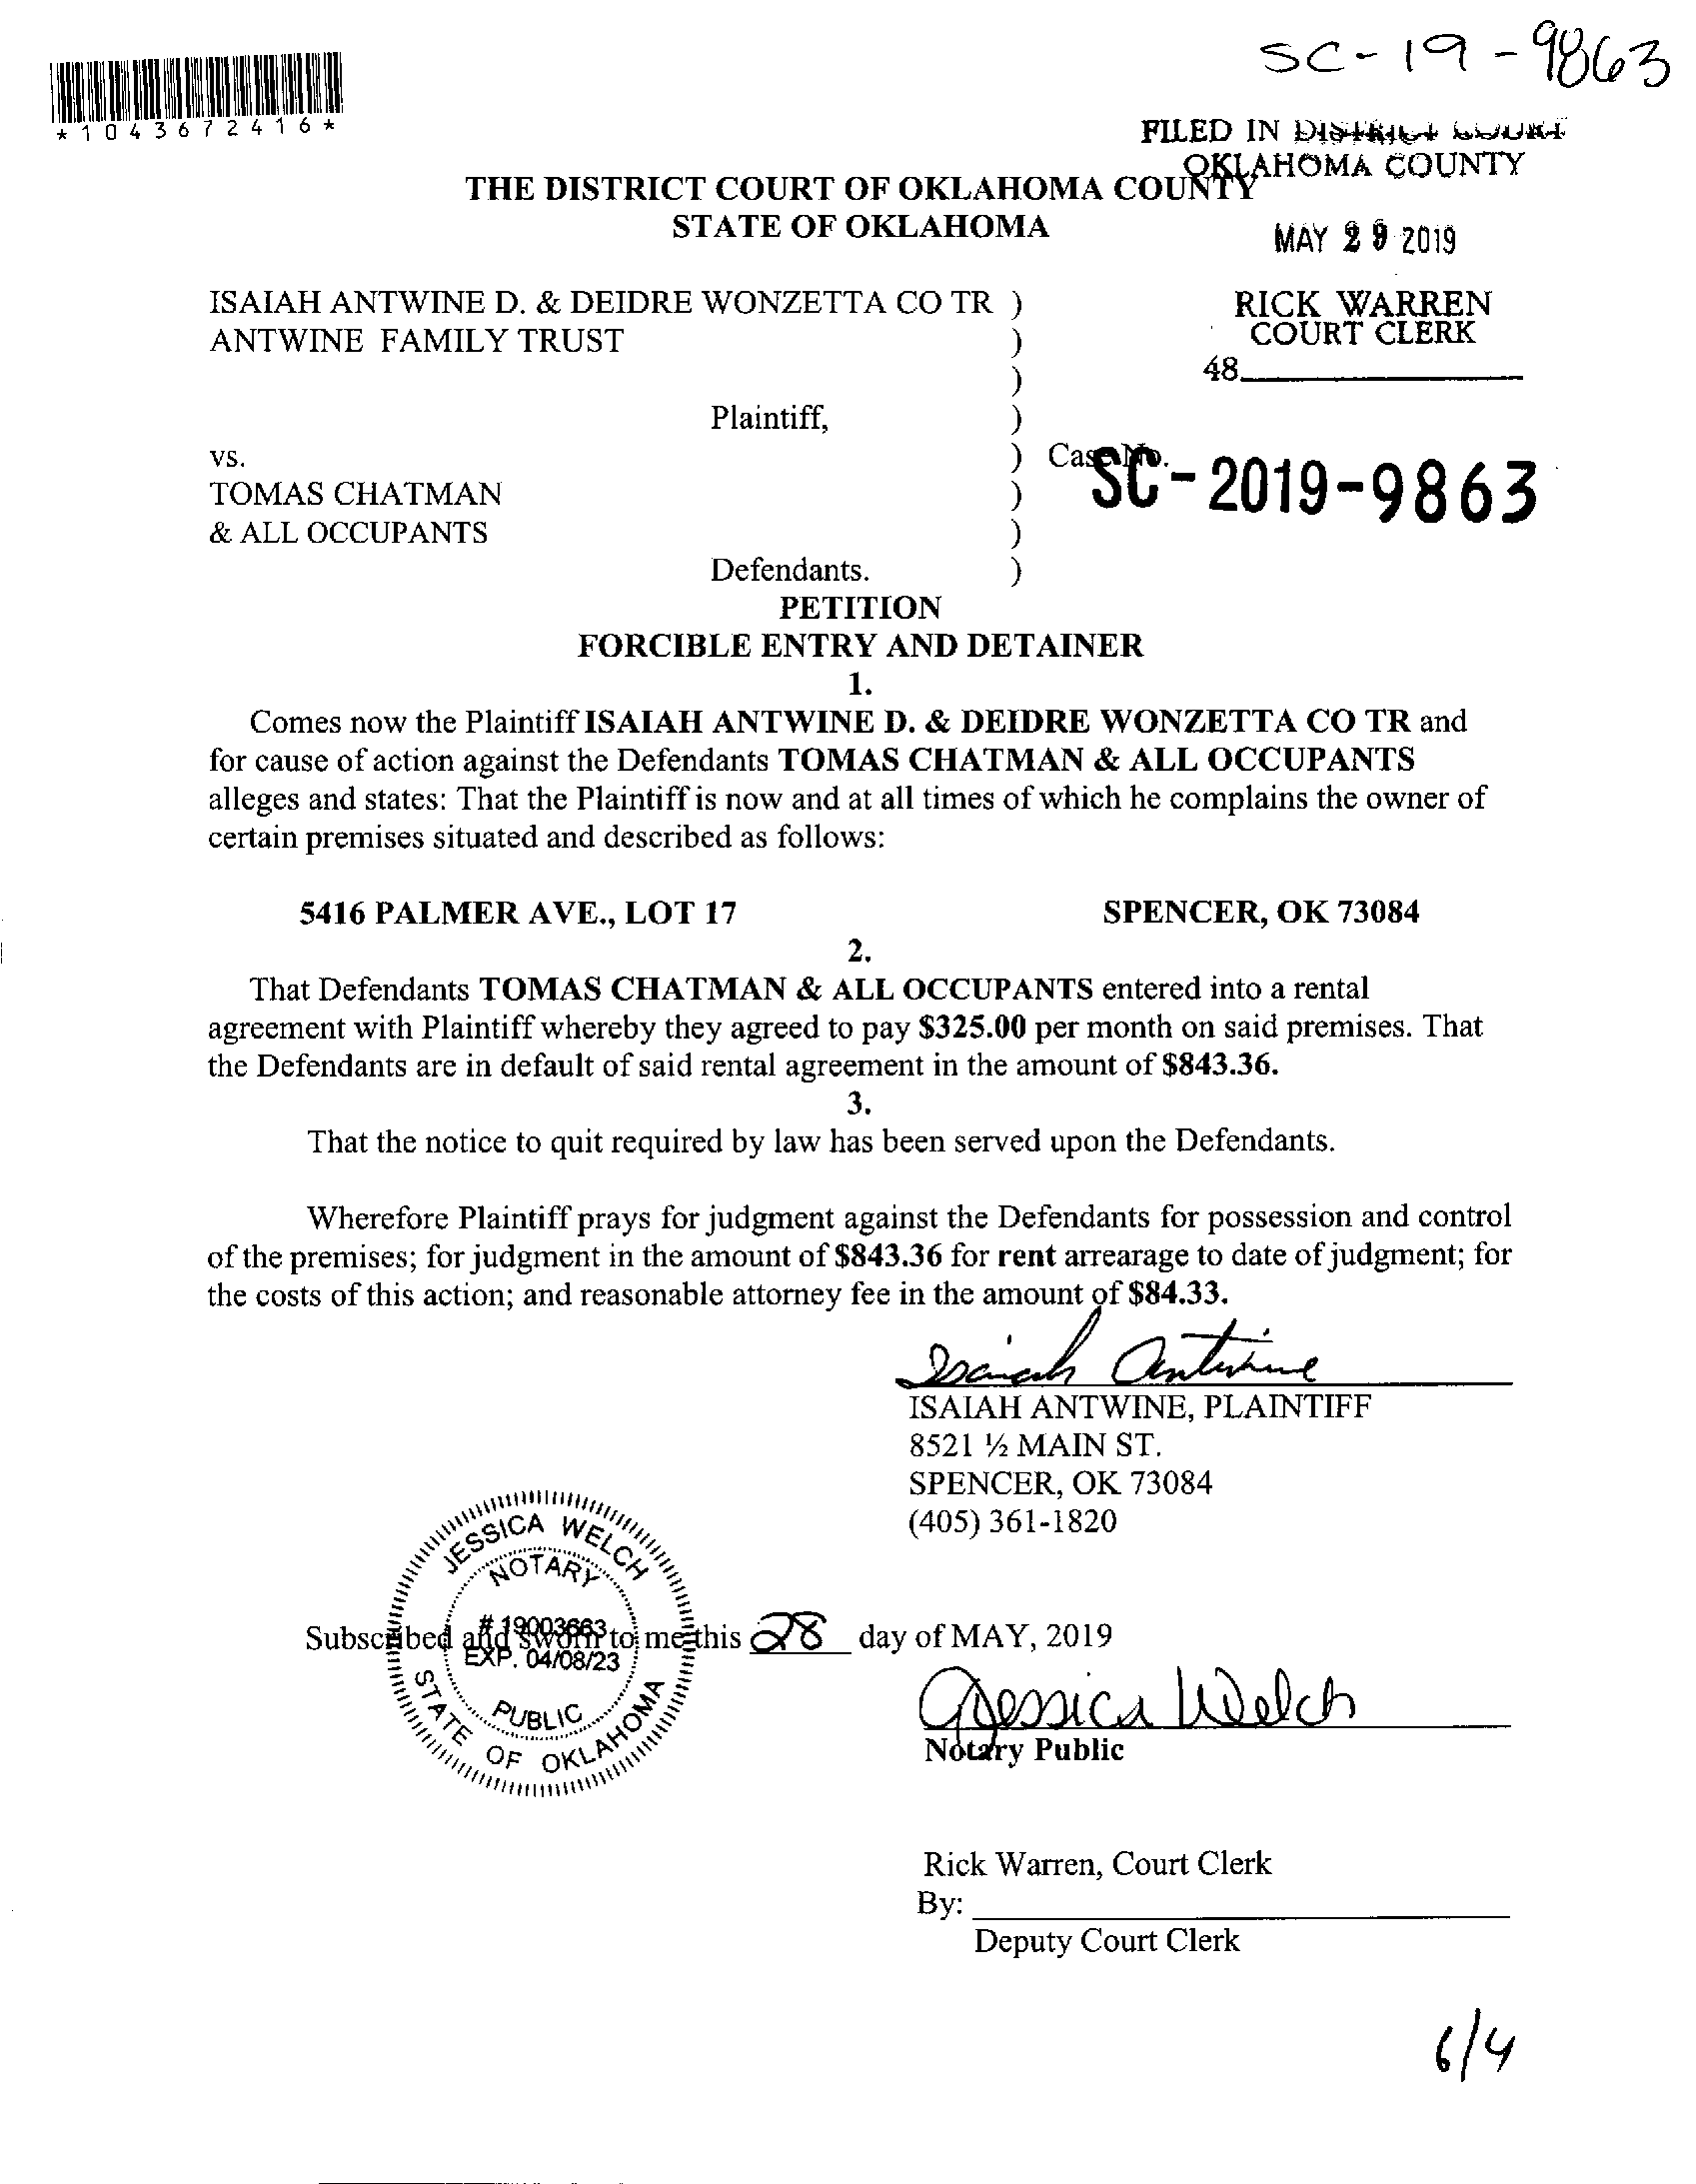 SC-19-9863
*1043672416*
FILED IN DISTRICT COURT
OKLAHOMA COUNTY
THE DISTRICT COURT OF OKLAHOMA COUNTY
STATE OF OKLAHOMA
MAY 29 2019
ISAIAH ANTWINE D. & DEIDRE WONZETTA CO TR )
ANTWINE FAMILY TRUST )
)
RICK WARREN
COURT CLERK
48
Plaintiff, )
vs. ) Case No.
SC-2019-9863
TOMAS CHATMAN )
& ALL OCCUPANTS )
Defendants. )
PETITION
FORCIBLE ENTRY AND DETAINER
1.
Comes now the Plaintiff ISAIAH ANTWINE D. & DEIDRE WONZETTA CO TR and
for cause of action against the Defendants TOMAS CHATMAN & ALL OCCUPANTS
alleges and states: That the Plaintiff is now and at all times of which he complains the owner of
certain premises situated and described as follows:
5416 PALMER AVE., LOT 17 SPENCER, OK 73084
2.
That Defendants TOMAS CHATMAN & ALL OCCUPANTS entered into a rental
agreement with Plaintiff whereby they agreed to pay $325.00 per month on said premises. That
the Defendants are in default of said rental agreement in the amount of $843.36.
3.
That the notice to quit required by law has been served upon the Defendants.
Wherefore Plaintiff prays for judgment against the Defendants for possession and control
of the premises; for judgment in the amount of $843.36 for rent arrearage to date of judgment; for
the costs of this action; and reasonable attorney fee in the amount of $84.33.
Isaiah Antwine
ISAIAH ANTWINE, PLAINTIFF
8521 ½ MAIN ST.
SPENCER, OK 73084
(405) 361-1820
JESSICA WELCH
NOTARY
# 19003663
EXP. 04/08/23
PUBLIC
STATE OF OKLAHOMA
Subscribed and sworn to me this 28 day of MAY, 2019
Jessica Welch
Notary Public
Rick Warren, Court Clerk
By:
Deputy Court Clerk
6/4